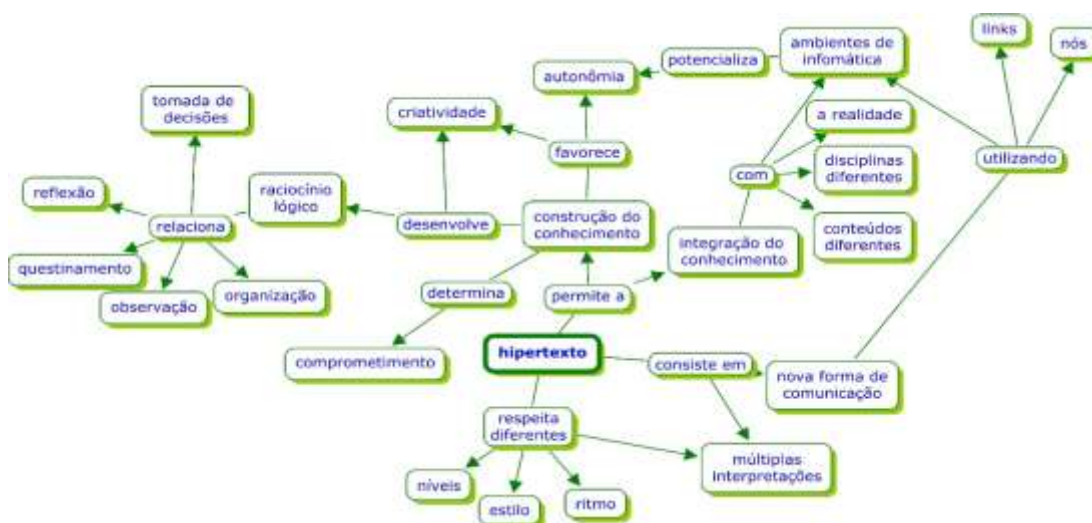 links
nós
ambientes de
infomática
potencializa
autonômia
tomada de
decisões
criatividade
a realidade
favorece
disciplinas
diferentes
utilizando
com
reflexão
raciocínio
lógico
relaciona
desenvolve
construção do
conhecimento
conteúdos
diferentes
integração do
conhecimento
questinamento
observação
organização
determina
permite a
hipertexto
comprometimento
consiste em
nova forma de
comunicação
respeita
diferentes
múltiplas
interpretações
níveis
estilo
ritmo